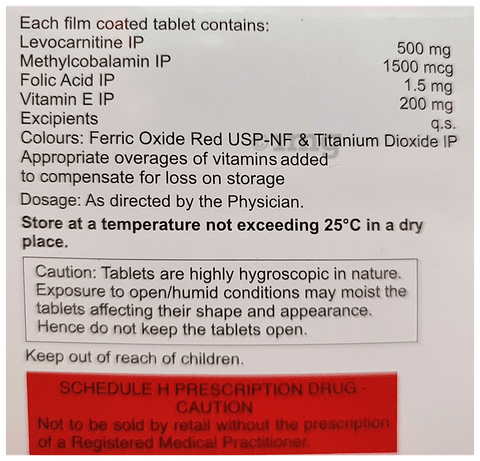 Each film coated tablet contains:
Levocarnitine IP 500 mg
Methylcobalamin IP 1500 mcg
Folic Acid IP 1.5 mg
Vitamin E IP 200 mg
Excipients q.s.
Colours: Ferric Oxide Red USP-NF & Titanium Dioxide IP
Appropriate overages of vitamins added
to compensate for loss on storage
Dosage: As directed by the Physician.
Store at a temperature not exceeding 25°C in a dry
place.
Caution: Tablets are highly hygroscopic in nature.
Exposure to open/humid conditions may moist the
tablets affecting their shape and appearance.
Hence do not keep the tablets open.
Keep out of reach of children.
SCHEDULE H PRESCRIPTION DRUG -
CAUTION
Not to be sold by retail without the prescription
of a Registered Medical Practitioner.